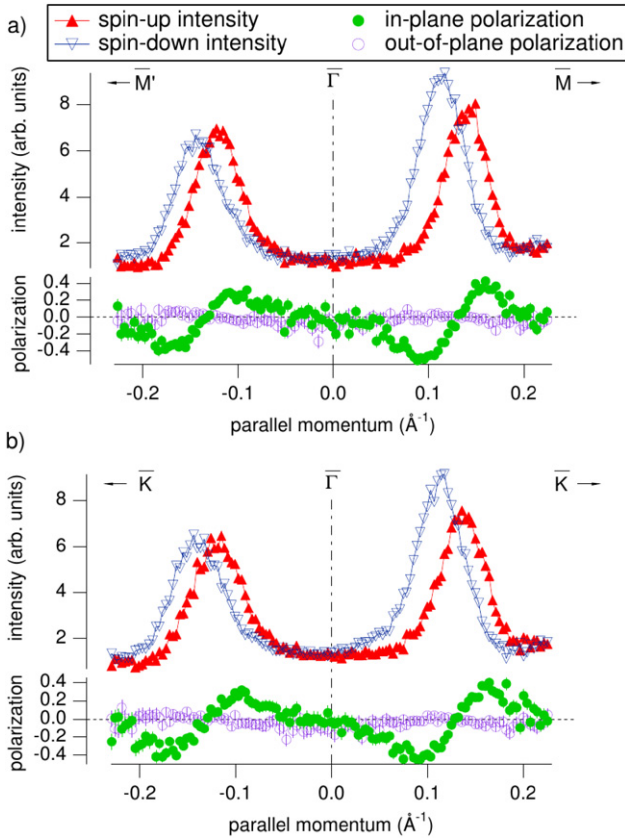 a)
spin-up intensity
in-plane polarization
spin-down intensity
out-of-plane polarization
M̅' Γ̅ M̅
intensity (arb. units)
8
6
4
2
polarization
0.4
0.2
0.0
-0.4
-0.2 -0.1 0.0 0.1 0.2
parallel momentum (Å⁻¹)
b)
K̅ Γ̅ K̅
intensity (arb. units)
8
6
4
2
polarization
0.4
0.2
0.0
-0.2
-0.4
-0.2 -0.1 0.0 0.1 0.2
parallel momentum (Å⁻¹)